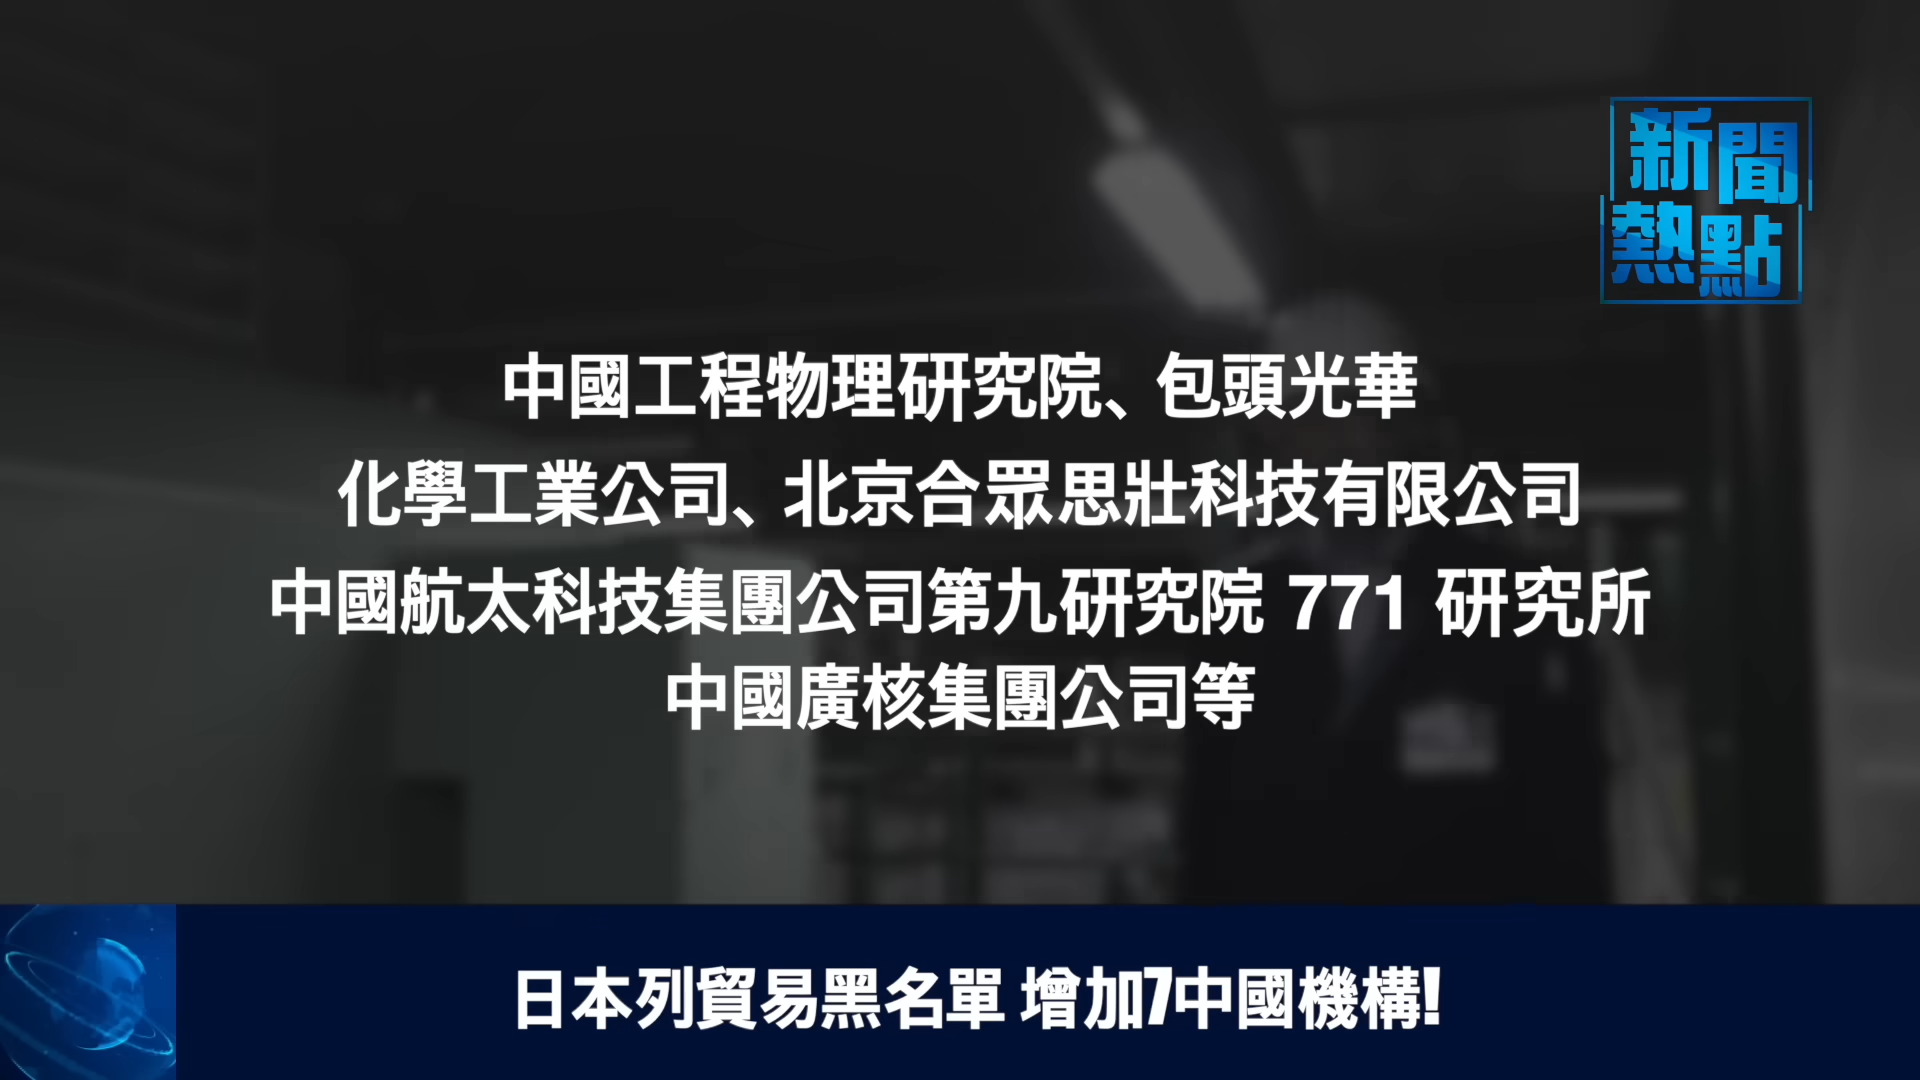 新聞
熱點
中國工程物理研究院、包頭光華
化學工業公司、北京合眾思壯科技有限公司
中國航太科技集團公司第九研究院 771 研究所
中國廣核集團公司等
日本列貿易黑名單 增加7中國機構!